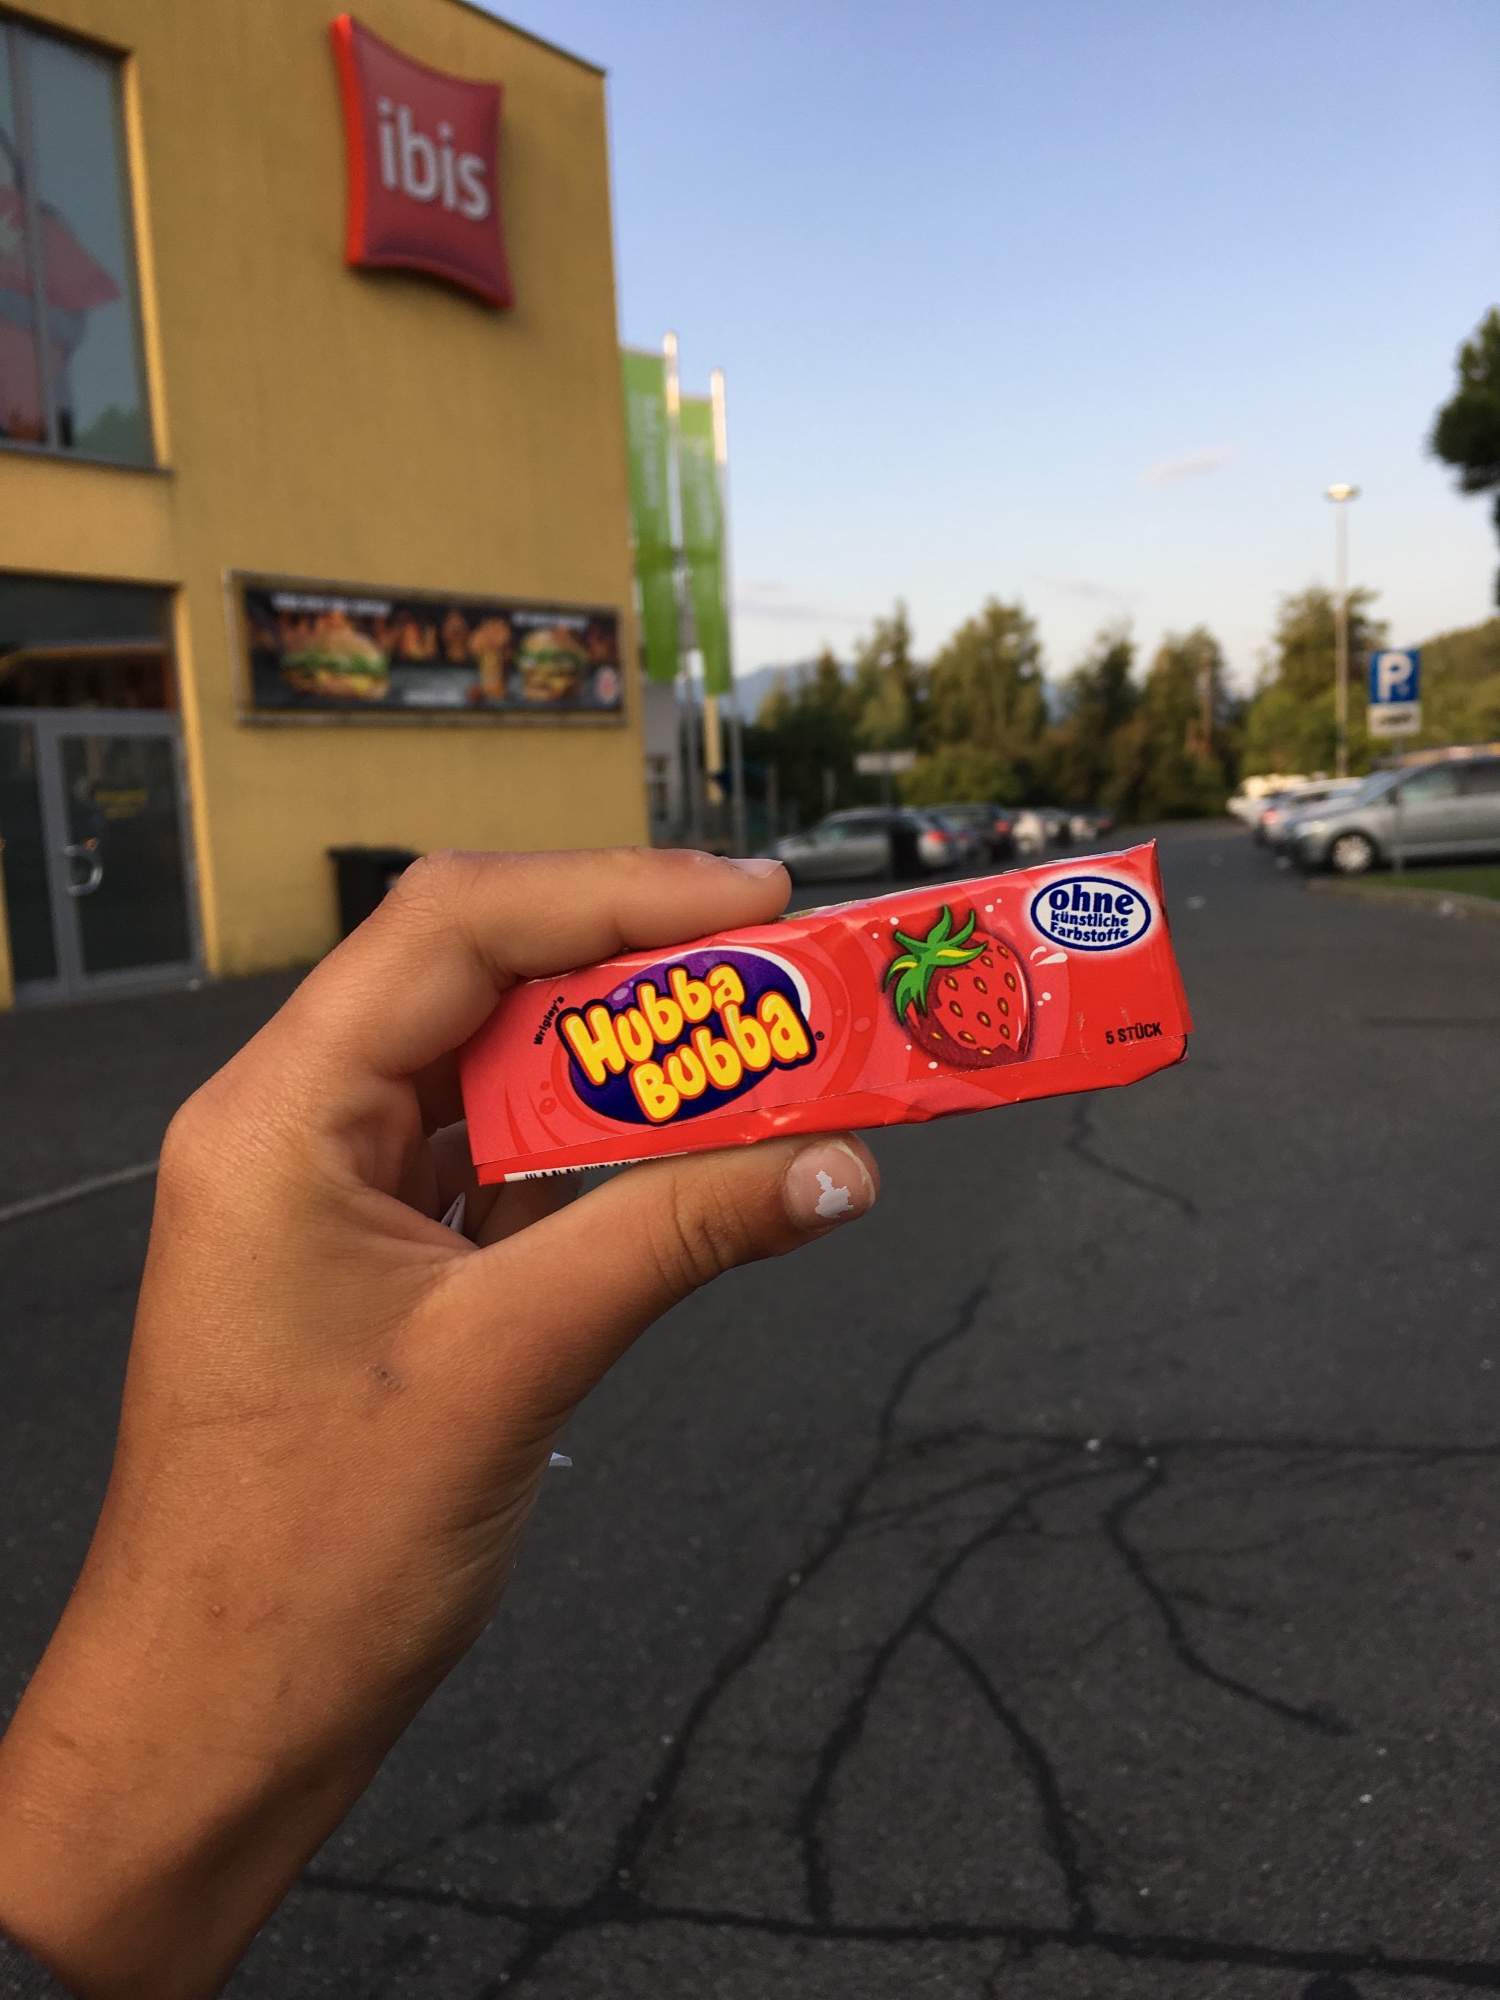 ibis
P
Wrigley's
Hubba
Bubba
®
ohne
künstliche
Farbstoffe
5 STÜCK